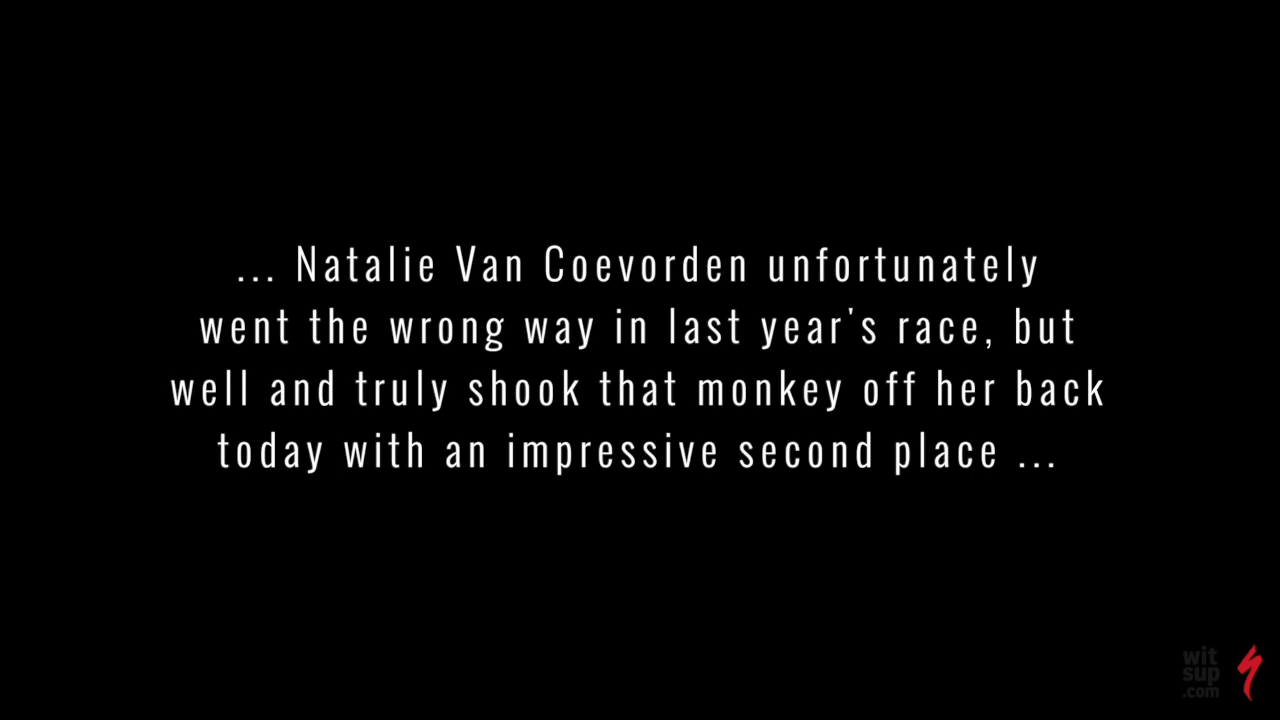 ... Natalie Van Coevorden unfortunately
went the wrong way in last year's race, but
well and truly shook that monkey off her back
today with an impressive second place ...
wit
sup
.com